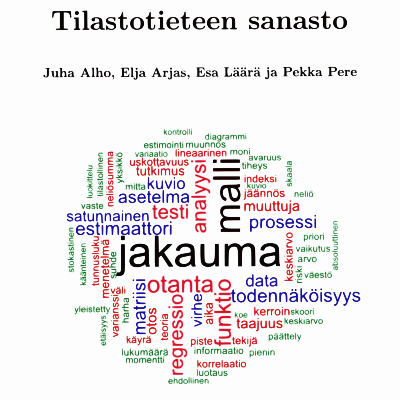 Tilastotieteen sanasto
Juha Alho, Elja Arjas, Esa Läärä ja Pekka Pere
kontrolli
diagrammi
estimointi
muunnos
variaatio
lineaarinen
moni
avaruus
uskottavuus
tiheys
tutkimus
analyysi
malli
skaala
luokittelu
tilastollinen
neliösumma
yksikkö
mitta
kuvio
indeksi
kuvio
jäännös
neliö
asetelma
vaste
testi
muuttuja
satunnainen
prosessi
estimaattori
stokastinen
käänteinen
tunnusluku
menetelmä
suhde
jakauma
keskiarvo
priori
vaikutus
arvo
riski
väestö
absoluuttinen
otanta
data
todennäköisyys
matriisi
väli
harha
varianssi
yleistetty
etäisyys
otos
teoria
regressio
virhe
aika
funktio
koe
kerroin
skoori
taajuus
keskiarvo
päättely
käyrä
piste
tekijä
lukumäärä
informaatio
pienin
momentti
korrelaatio
luotaus
ehdollinen